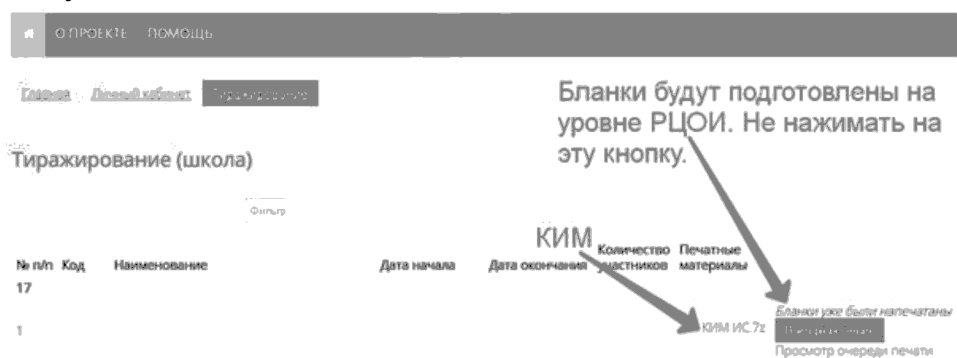 О ПРОЕКТЕ ПОМОЩЬ
Главная Личный кабинет Тиражирование
Бланки будут подготовлены на
уровне РЦОИ. Не нажимать на
эту кнопку.
Тиражирование (школа)
Фильтр
КИМ
№ п/п Код Наименование Дата начала Дата окончания Количество участников Печатные материалы
17
Бланки уже были напечатаны
1 КИМ ИС.7z
Просмотр очереди печати